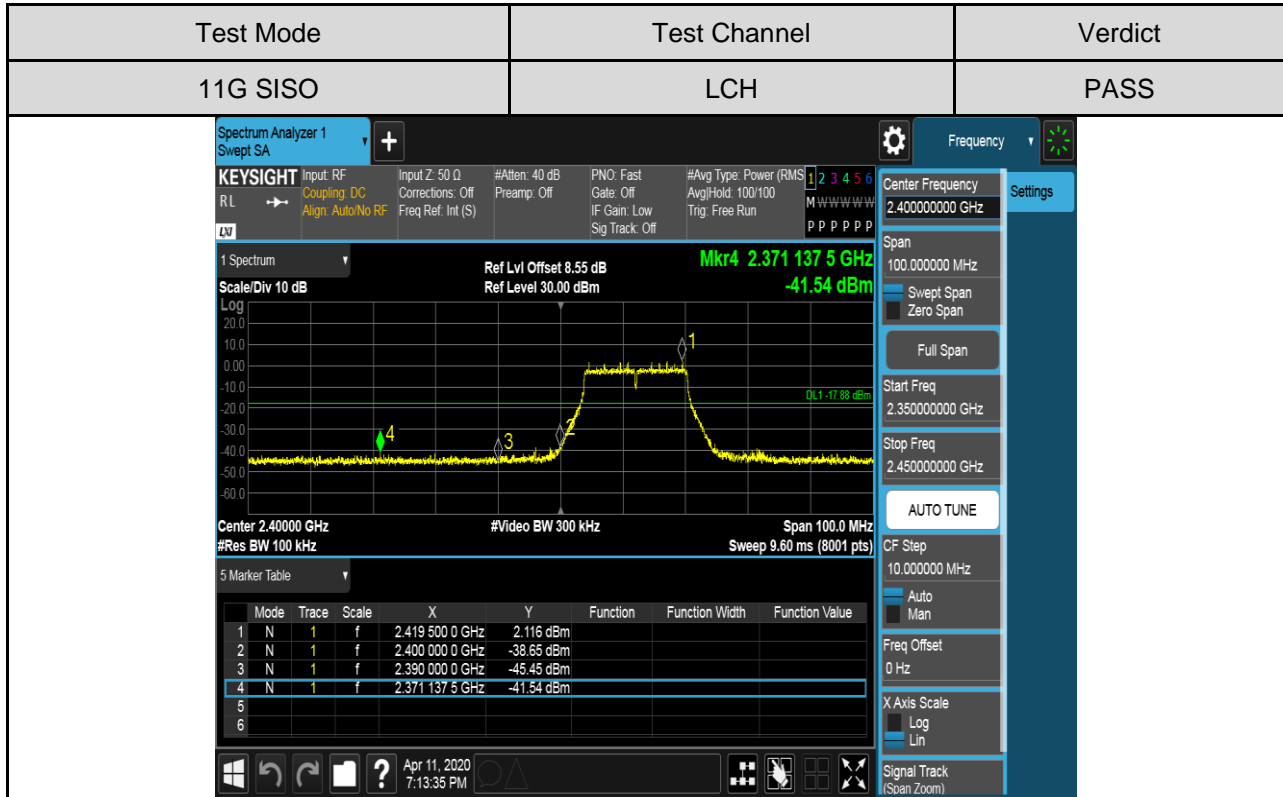 Test Mode Test Channel Verdict
11G SISO LCH PASS
Spectrum Analyzer 1
Swept SA
+
Frequency
KEYSIGHT
RL
LXI
Input: RF
Coupling: DC
Align: Auto/No RF
Input Z: 50 Ω
Corrections: Off
Freq Ref: Int (S)
#Atten: 40 dB
Preamp: Off
PNO: Fast
Gate: Off
IF Gain: Low
Sig Track: Off
#Avg Type: Power (RMS
Avg|Hold: 100/100
Trig: Free Run
1 2 3 4 5 6
M W W W W W
P P P P P P
1 Spectrum
Scale/Div 10 dB
Ref Lvl Offset 8.55 dB
Ref Level 30.00 dBm
Mkr4 2.371 137 5 GHz
-41.54 dBm
Log
20.0
10.0
0.00
-10.0
-20.0
-30.0
-40.0
-50.0
-60.0
1
2
3
4
DL1 -17.88 dBm
Center 2.40000 GHz #Video BW 300 kHz Span 100.0 MHz
#Res BW 100 kHz Sweep 9.60 ms (8001 pts)
5 Marker Table
Mode Trace Scale X Y Function Function Width Function Value
1 N 1 f 2.419 500 0 GHz 2.116 dBm
2 N 1 f 2.400 000 0 GHz -38.65 dBm
3 N 1 f 2.390 000 0 GHz -45.45 dBm
4 N 1 f 2.371 137 5 GHz -41.54 dBm
5
6
?
Apr 11, 2020
7:13:35 PM
Center Frequency
2.400000000 GHz
Settings
Span
100.000000 MHz
Swept Span
Zero Span
Full Span
Start Freq
2.350000000 GHz
Stop Freq
2.450000000 GHz
AUTO TUNE
CF Step
10.000000 MHz
Auto
Man
Freq Offset
0 Hz
X Axis Scale
Log
Lin
Signal Track
(Span Zoom)